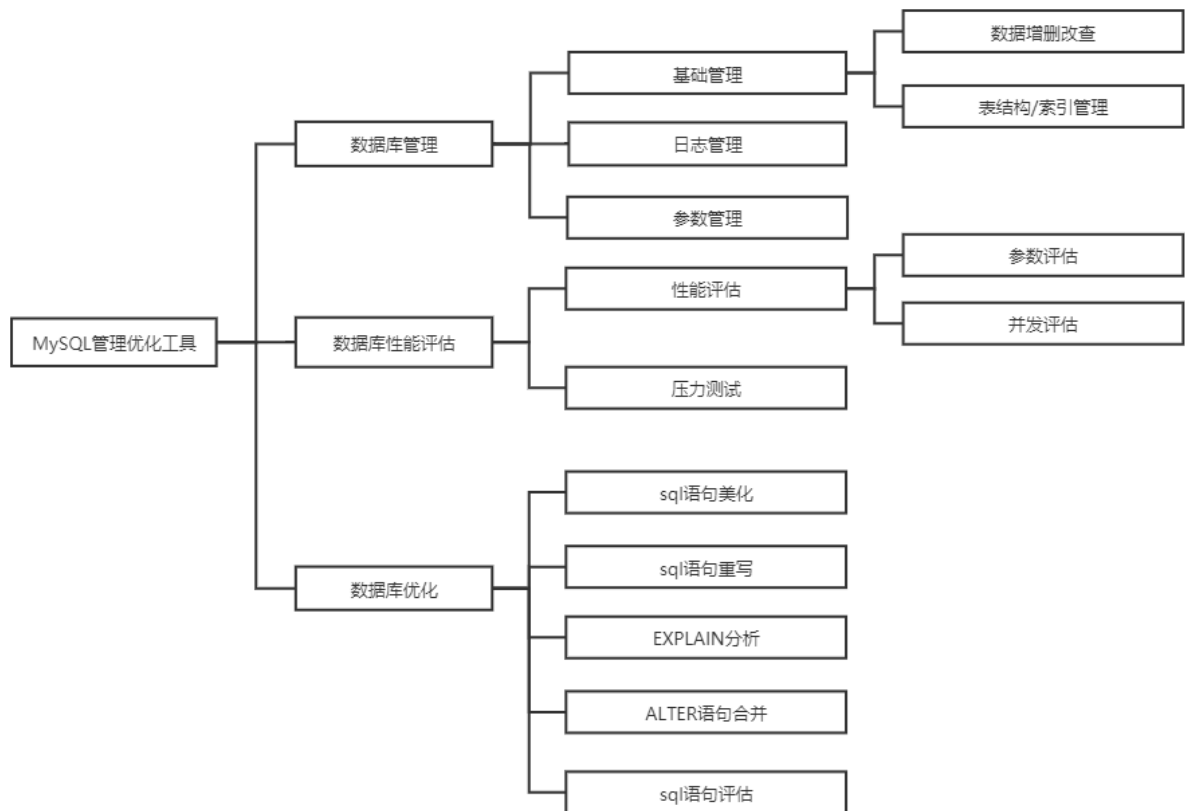 MySQL管理优化工具
数据库管理
基础管理
数据增删改查
表结构/索引管理
日志管理
参数管理
数据库性能评估
性能评估
参数评估
并发评估
压力测试
数据库优化
sql语句美化
sql语句重写
EXPLAIN分析
ALTER语句合并
sql语句评估